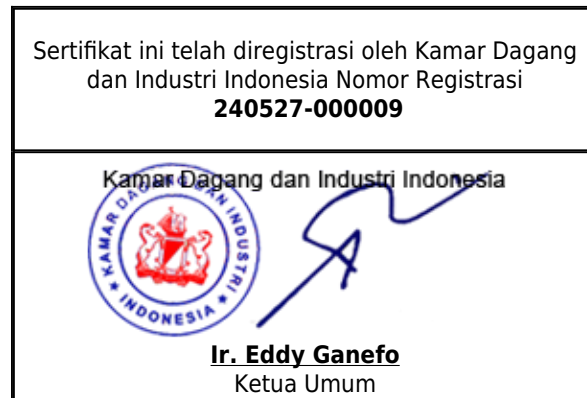 Sertifikat ini telah diregistrasi oleh Kamar Dagang
dan Industri Indonesia Nomor Registrasi
240527-000009
Kamar Dagang dan Industri Indonesia
KAMAR DAGANG DAN INDUSTRI
INDONESIA
Ir. Eddy Ganefo
Ketua Umum